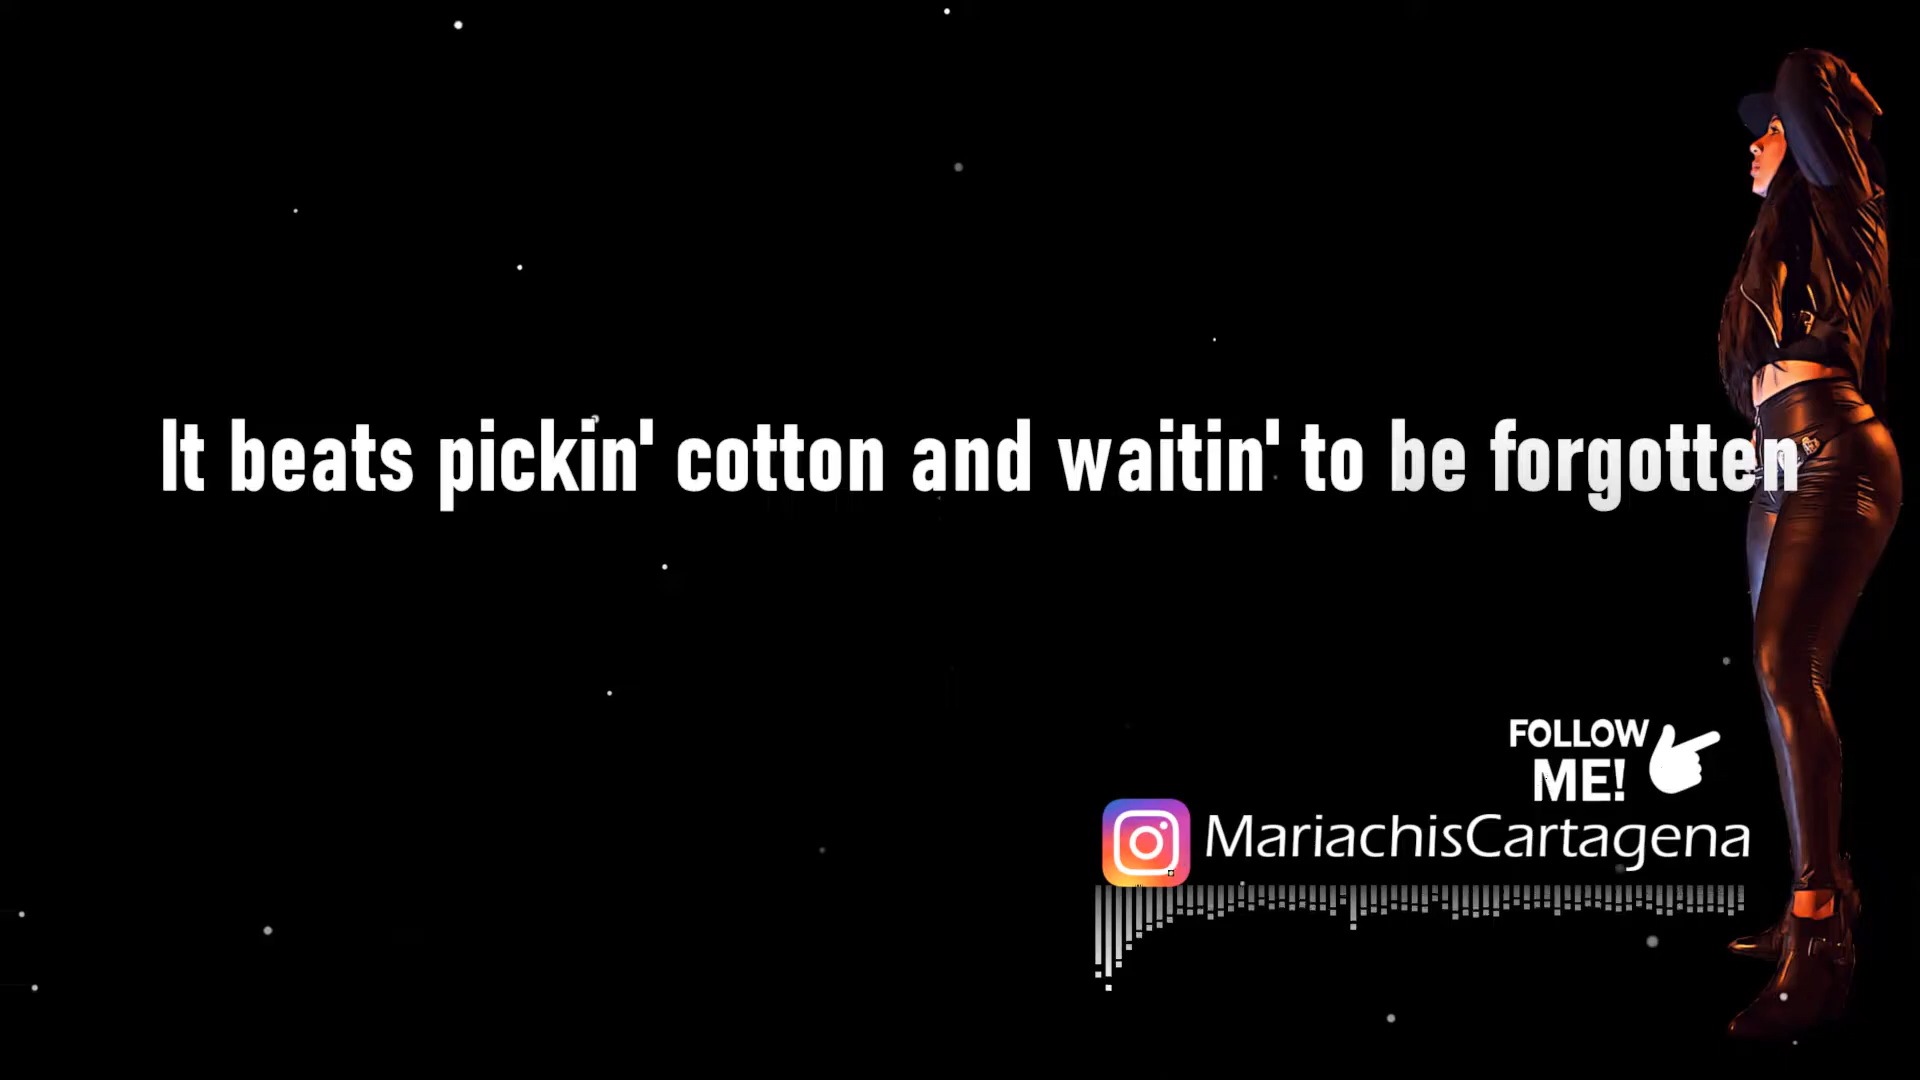 It beats pickin' cotton and waitin' to be forgotten
FOLLOW
ME!
MariachisCartagena